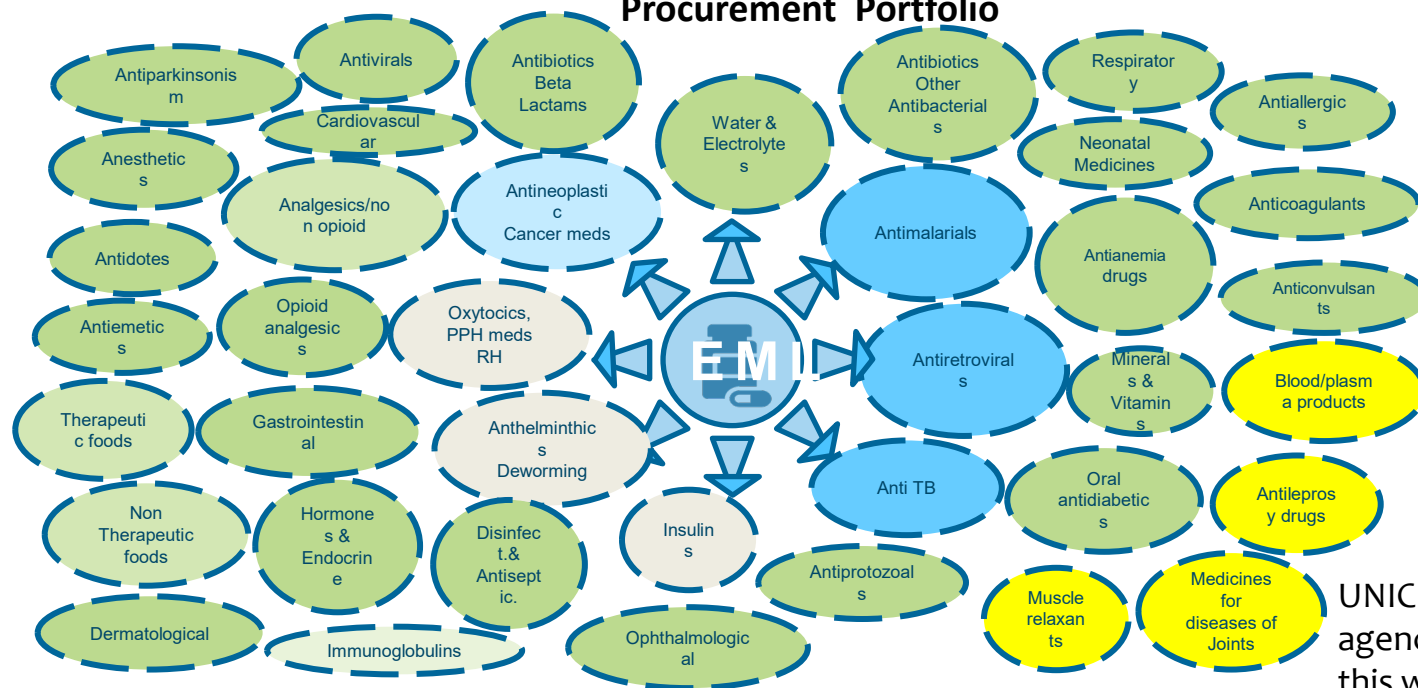 Procurement Portfolio
Antiparkinsonis
m
Antivirals
Antibiotics
Beta
Lactams
Cardiovascul
ar
Water &
Electrolyte
s
Antibiotics
Other
Antibacterial
s
Respirator
y
Antiallergic
s
Neonatal
Medicines
Anesthetic
s
Analgesics/no
n opioid
Antineoplasti
c
Cancer meds
Antimalarials
Anticoagulants
Antianemia
drugs
Antidotes
Anticonvulsan
ts
Antiemetic
s
Opioid
analgesic
s
Oxytocics,
PPH meds
RH
EML
Antiretroviral
s
Mineral
s &
Vitamin
s
Blood/plasm
a products
Therapeuti
c foods
Gastrointestin
al
Anthelminthic
s
Deworming
Anti TB
Oral
antidiabetic
s
Antilepros
y drugs
Non
Therapeutic
foods
Hormone
s &
Endocrin
e
Disinfec
t.&
Antisept
ic.
Insulin
s
Antiprotozoal
s
Muscle
relaxan
ts
Medicines
for
diseases of
Joints
Dermatological
Immunoglobulins
Ophthalmologic
al
UNIC
agenc
this w